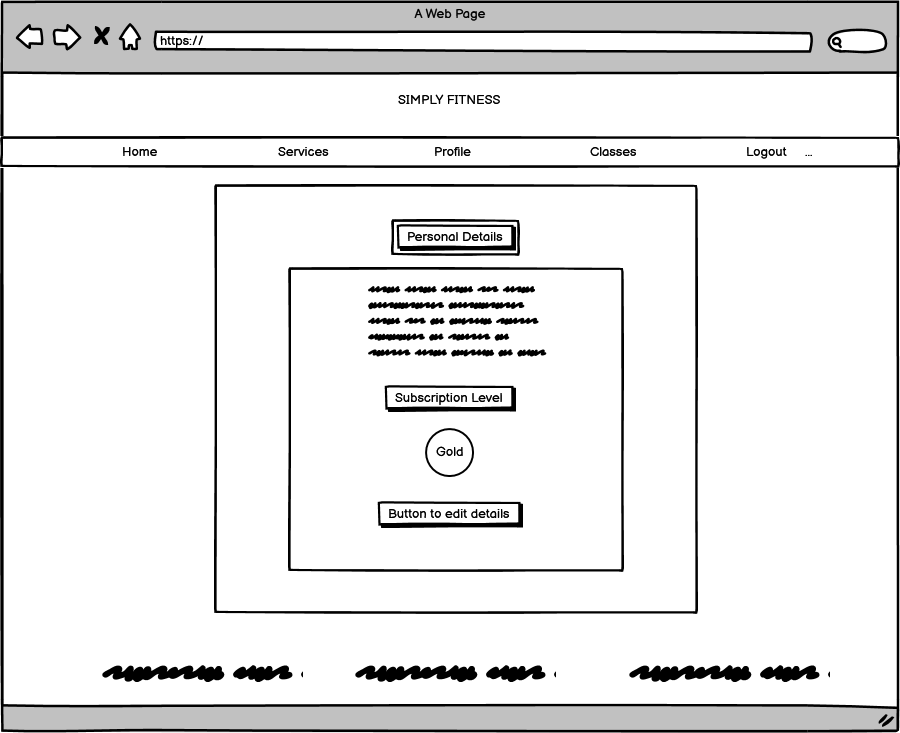 A Web Page
https://
SIMPLY FITNESS
Home Services Profile Classes Logout ...
Personal Details
Subscription Level
Gold
Button to edit details